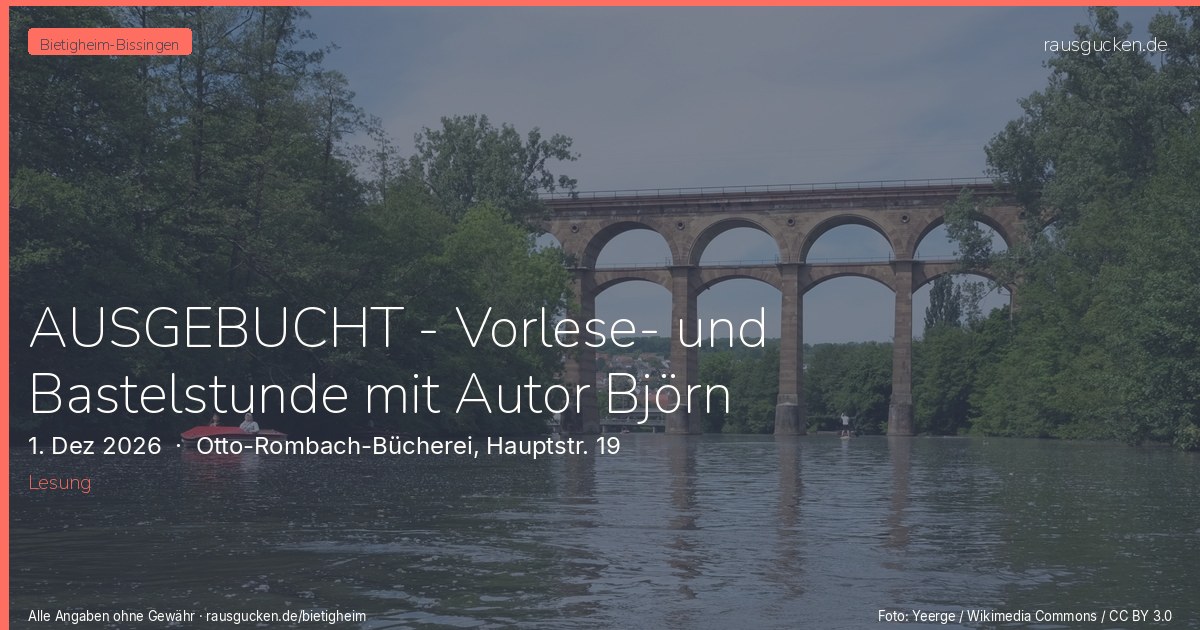 Bietigheim-Bissingen
rausgucken.de
AUSGEBUCHT - Vorlese- und
Bastelstunde mit Autor Björn
1. Dez 2026 · Otto-Rombach-Bücherei, Hauptstr. 19
Lesung
Alle Angaben ohne Gewähr · rausgucken.de/bietigheim
Foto: Yeerge / Wikimedia Commons / CC BY 3.0